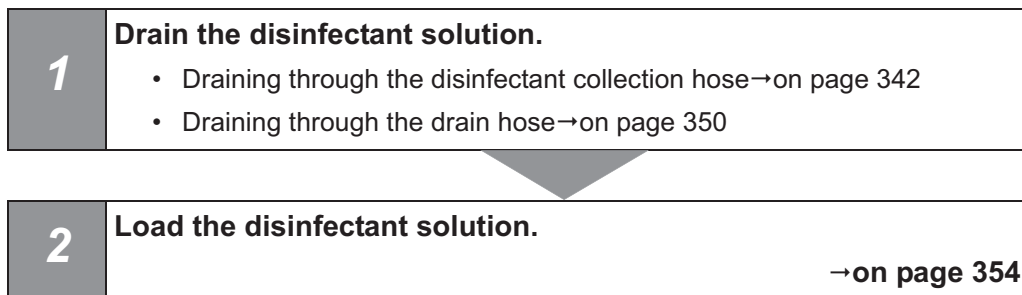 1
Drain the disinfectant solution.
• Draining through the disinfectant collection hose→on page 342
• Draining through the drain hose→on page 350
2
Load the disinfectant solution.
→on page 354